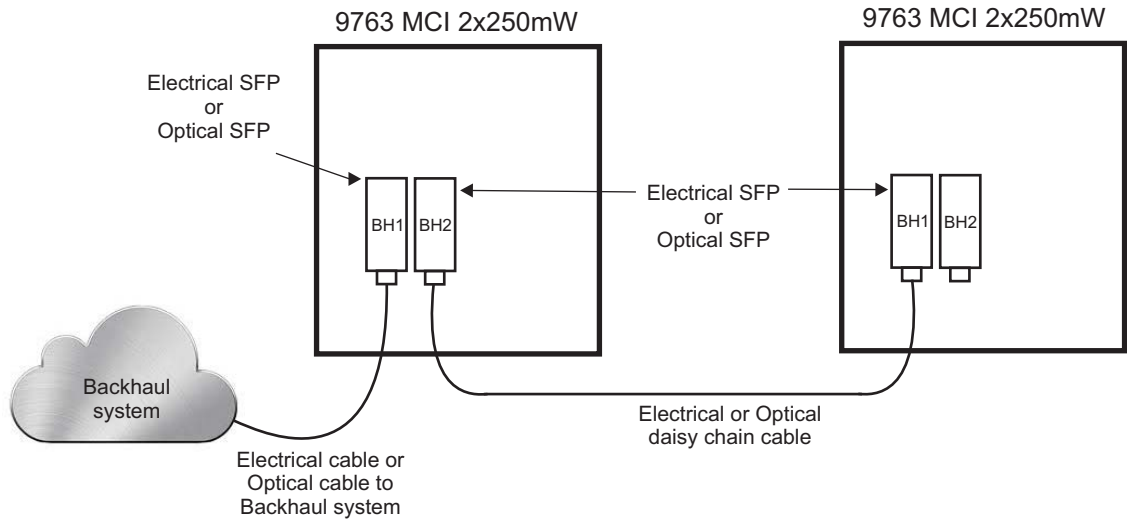 9763 MCI 2x250mW
9763 MCI 2x250mW
Electrical SFP
or
Optical SFP
BH1
BH2
Electrical SFP
or
Optical SFP
BH1
BH2
Backhaul
system
Electrical or Optical
daisy chain cable
Electrical cable or
Optical cable to
Backhaul system